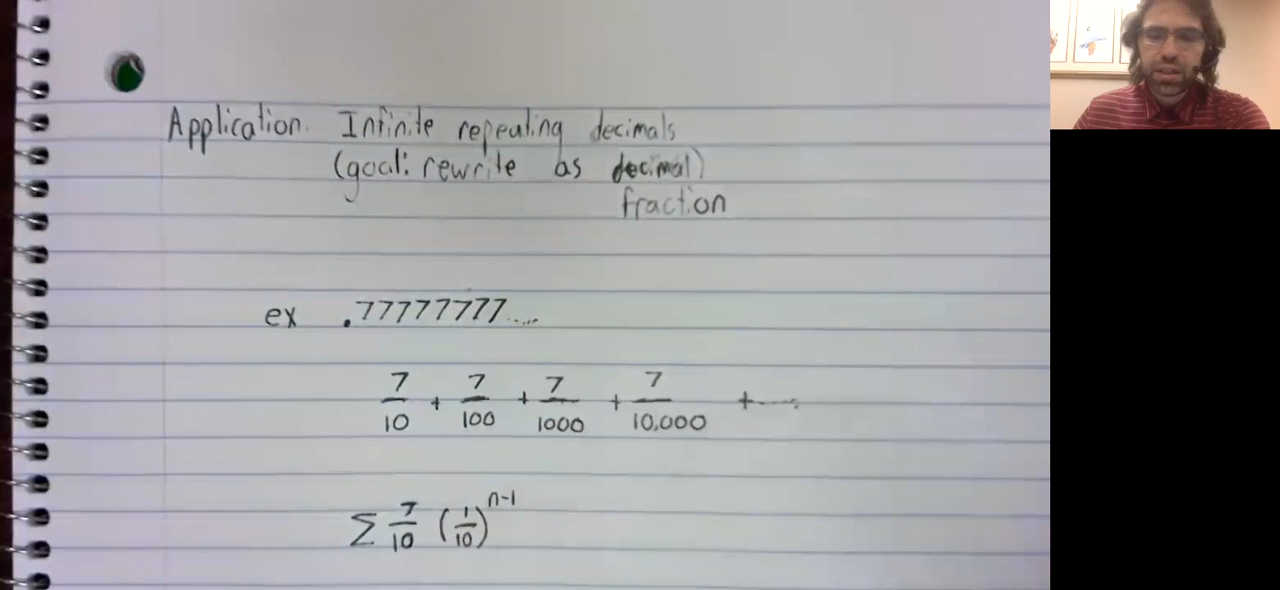 Application. Infinite repeating decimals
(goal: rewrite as decimal)
fraction
ex .77777777.....
7/10 + 7/100 + 7/1000 + 7/10,000 + .....
Σ 7/10 (1/10)^n-1